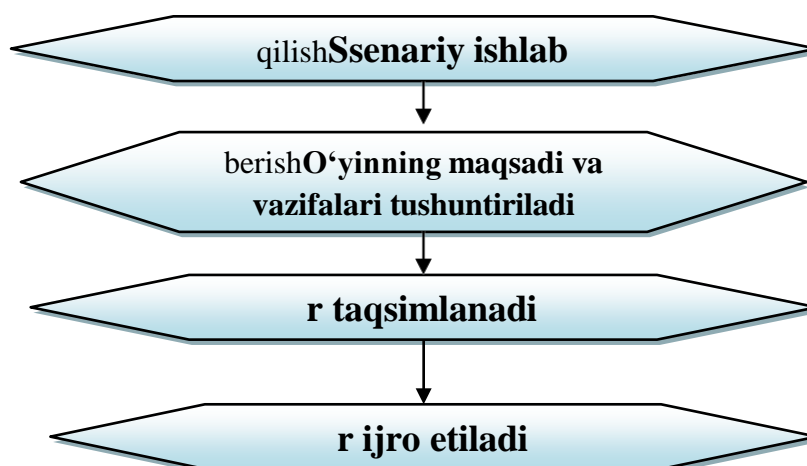 qilishSsenariy ishlab
berishO‘yinning maqsadi va
vazifalari tushuntiriladi
r taqsimlanadi
r ijro etiladi